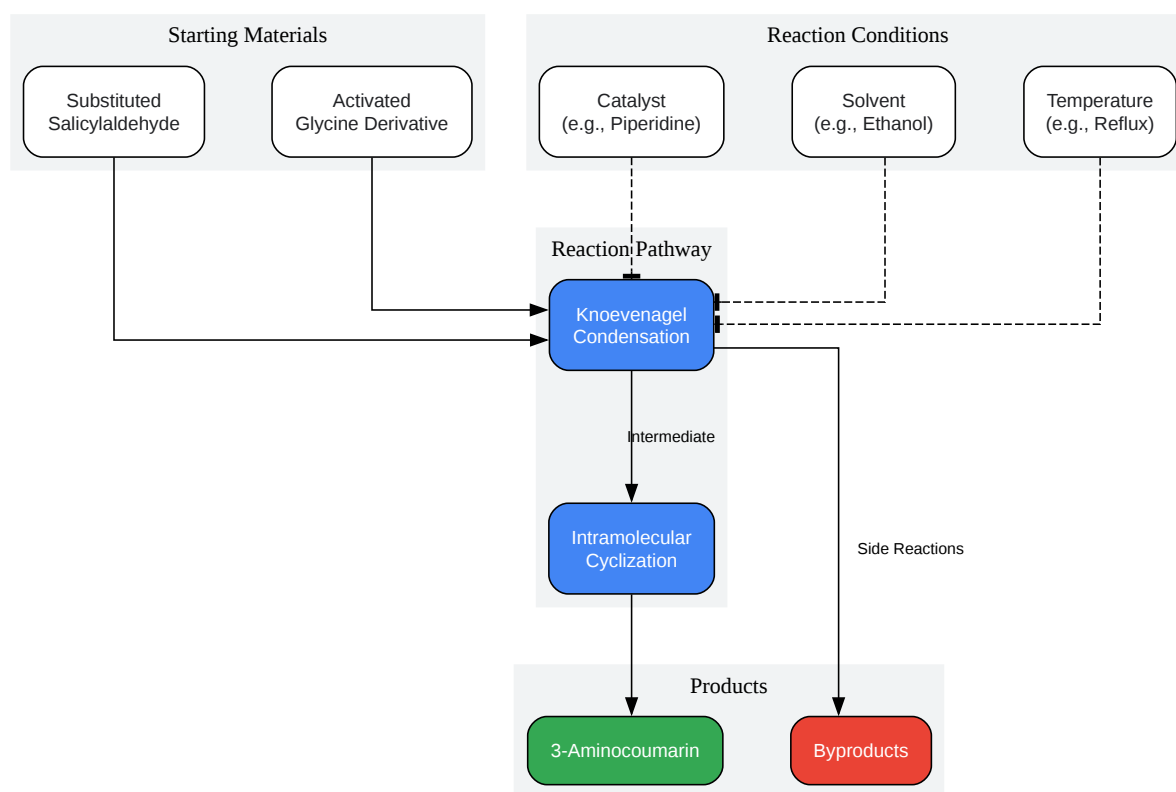 Starting Materials
Reaction Conditions
Substituted
Salicylaldehyde
Activated
Glycine Derivative
Catalyst
(e.g., Piperidine)
Solvent
(e.g., Ethanol)
Temperature
(e.g., Reflux)
Reaction Pathway
Knoevenagel
Condensation
Intermediate
Intramolecular
Cyclization
Side Reactions
Products
3-Aminocoumarin
Byproducts